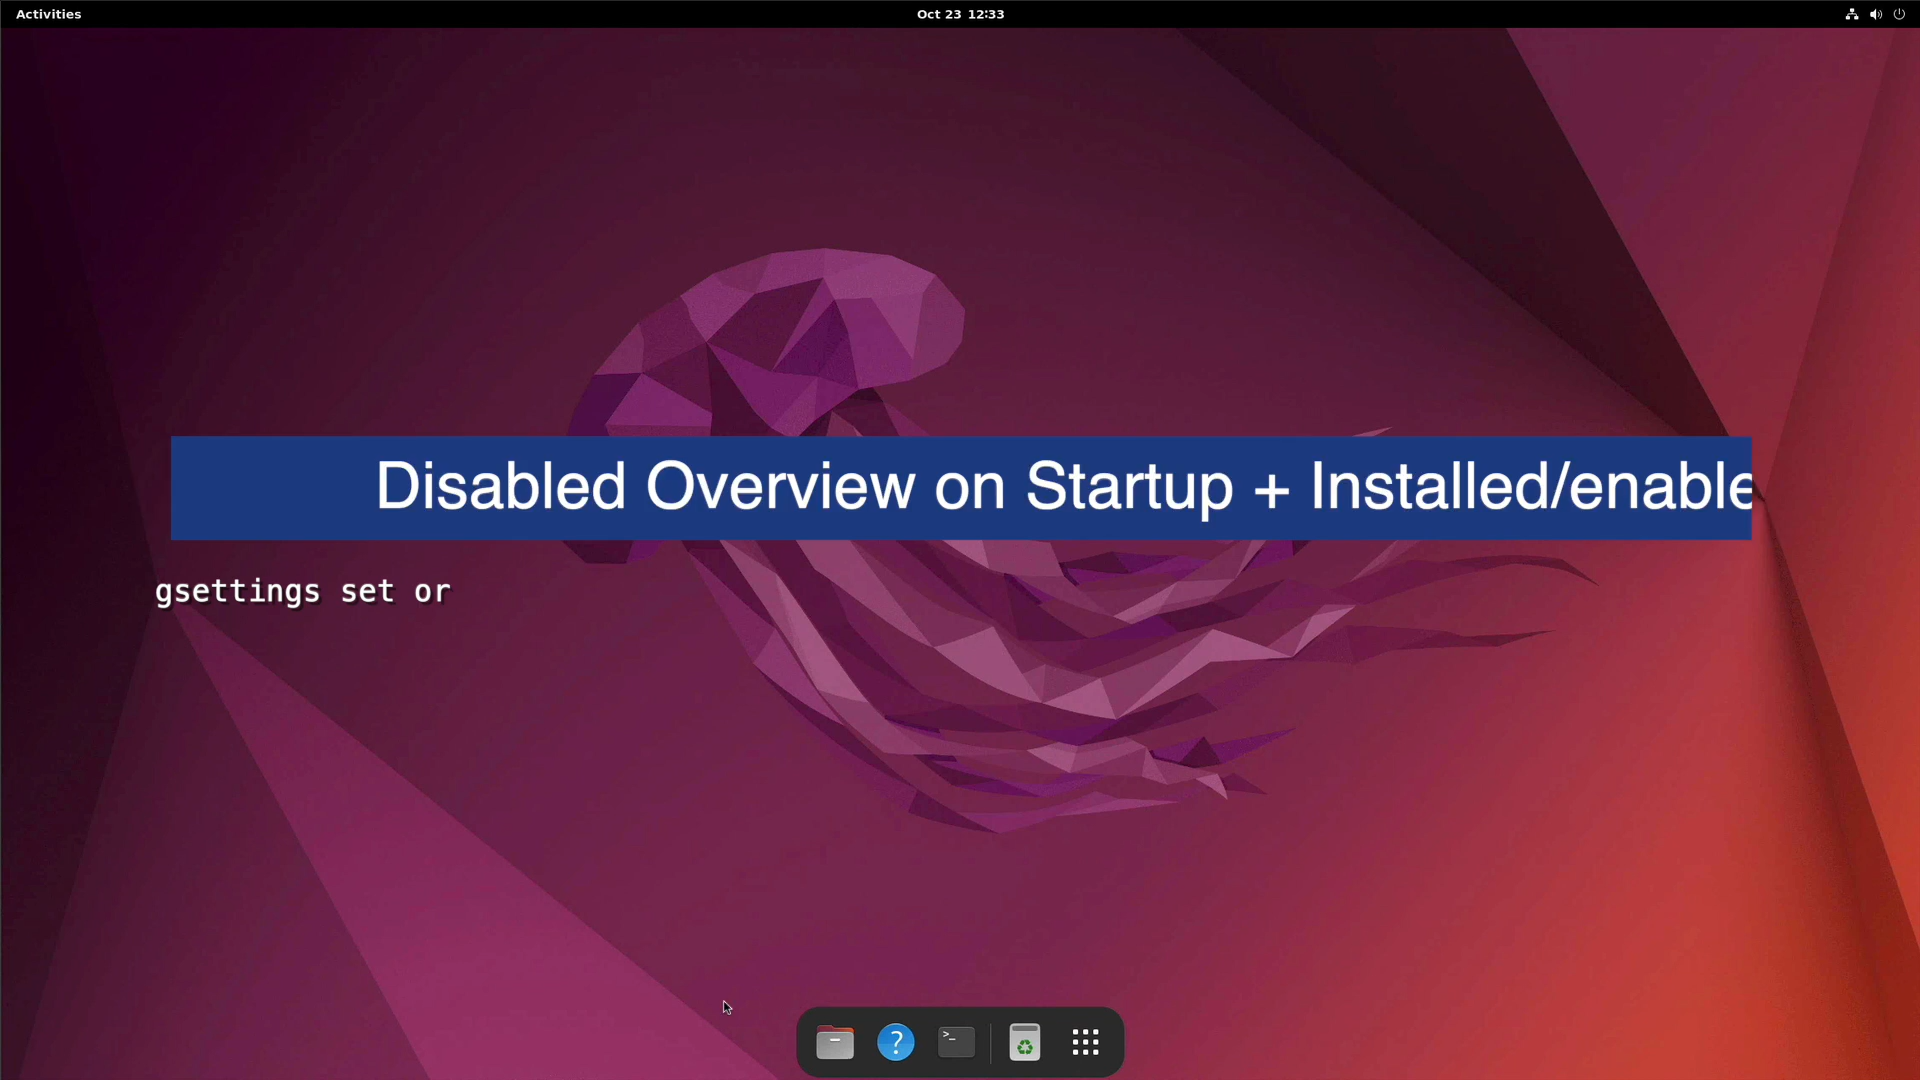 Activities
Oct 23 12:33
Disabled Overview on Startup + Installed/enable
gsettings set or
?
>_